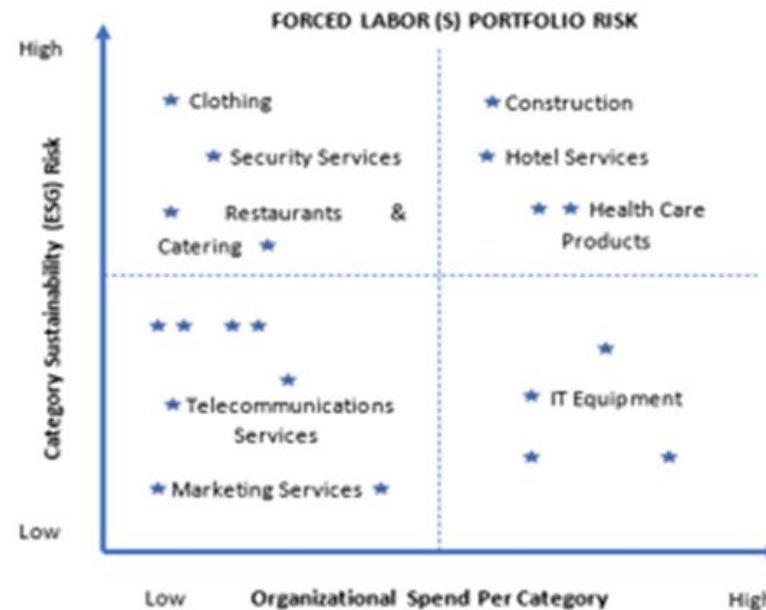 FORCED LABOR (S) PORTFOLIO RISK
High
Clothing
Construction
Security Services
Hotel Services
Restaurants &
Catering
Health Care
Products
Category Sustainability (ESG) Risk
Telecommunications
Services
IT Equipment
Marketing Services
Low
Low
Organizational Spend Per Category
High